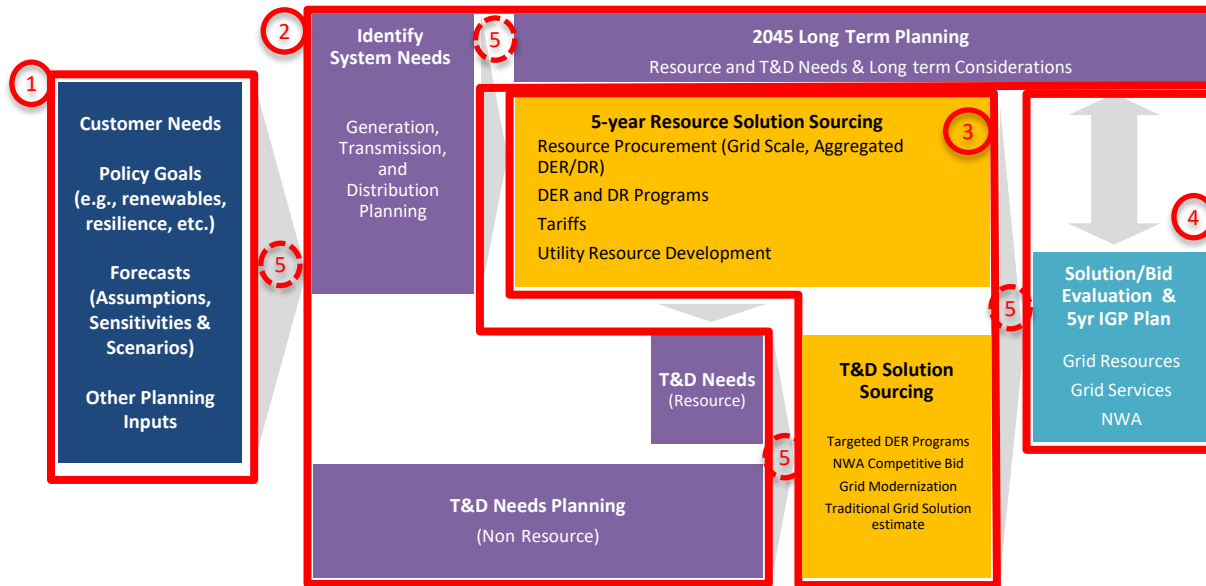 1
Customer Needs
Policy Goals
(e.g., renewables,
resilience, etc.)
Forecasts
(Assumptions,
Sensitivities &
Scenarios)
Other Planning
Inputs
5
2
Identify
System Needs
Generation,
Transmission,
and
Distribution
Planning
5
2045 Long Term Planning
Resource and T&D Needs & Long term Considerations
5-year Resource Solution Sourcing
3
Resource Procurement (Grid Scale, Aggregated
DER/DR)
DER and DR Programs
Tariffs
Utility Resource Development
T&D Needs
(Resource)
T&D Needs Planning
(Non Resource)
5
T&D Solution
Sourcing
Targeted DER Programs
NWA Competitive Bid
Grid Modernization
Traditional Grid Solution
estimate
5
4
Solution/Bid
Evaluation &
5yr IGP Plan
Grid Resources
Grid Services
NWA